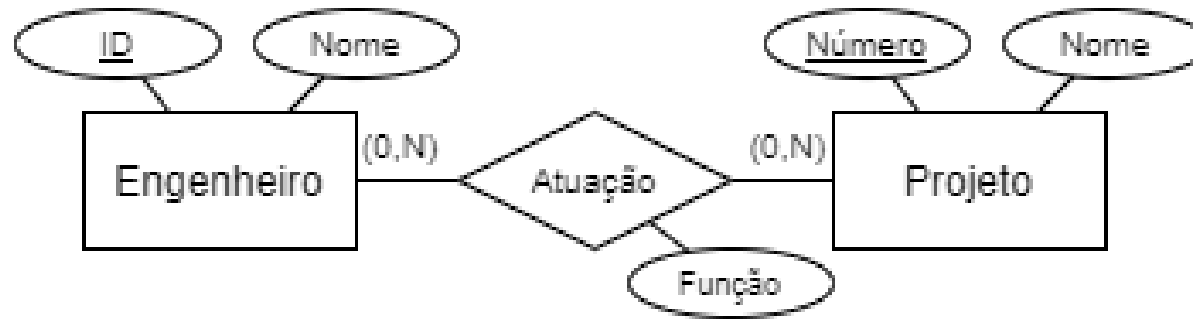 ID
Nome
Número
Nome
Engenheiro
(0,N)
Atuação
(0,N)
Projeto
Função